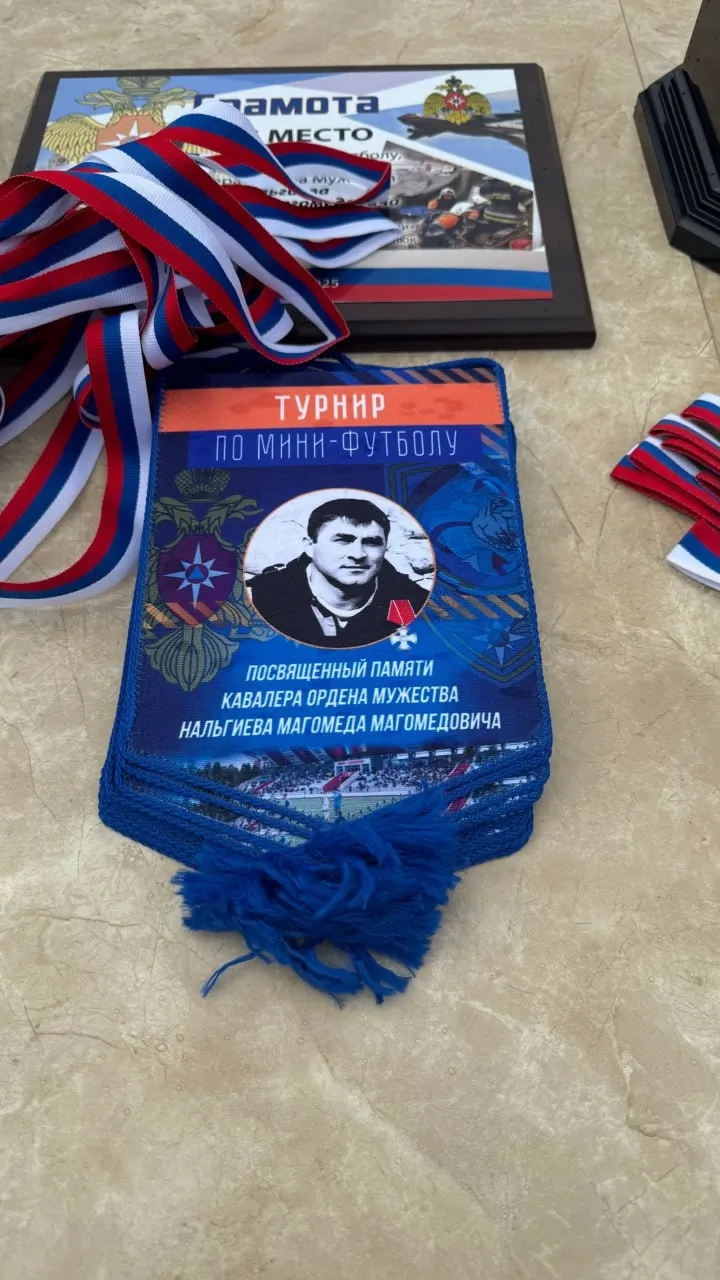 Грамота
МЕСТО
ТУРНИР
ПО МИНИ-ФУТБОЛУ
ПОСВЯЩЕННЫЙ ПАМЯТИ
КАВАЛЕРА ОРДЕНА МУЖЕСТВА
НАЛЬГИЕВА МАГОМЕДА МАГОМЕДОВИЧА